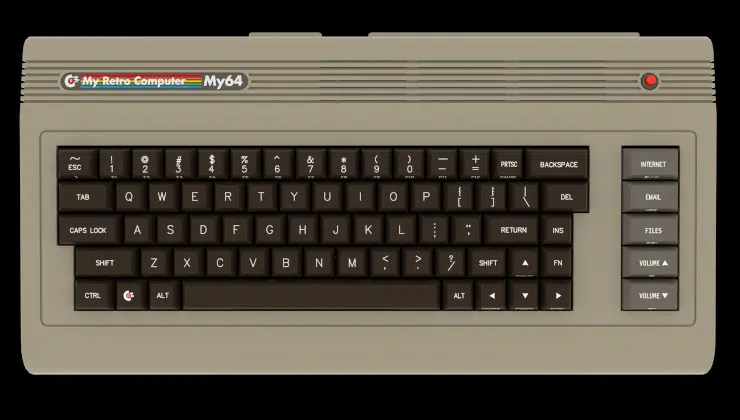 My Retro Computer My64
~ ! @ # $ % ^ & * ( ) — +
ESC 1 2 3 4 5 6 7 8 9 0 – = PRTSC BACKSPACE INTERNET
TAB Q W E R T Y U I O P { [ } ] | \ DEL EMAIL
CAPS LOCK A S D F G H J K L : ; " ' RETURN INS FILES
SHIFT Z X C V B N M < , > . ? / SHIFT ▲ FN VOLUME ▲
CTRL ALT ALT ◀ ▼ ▶ VOLUME ▼